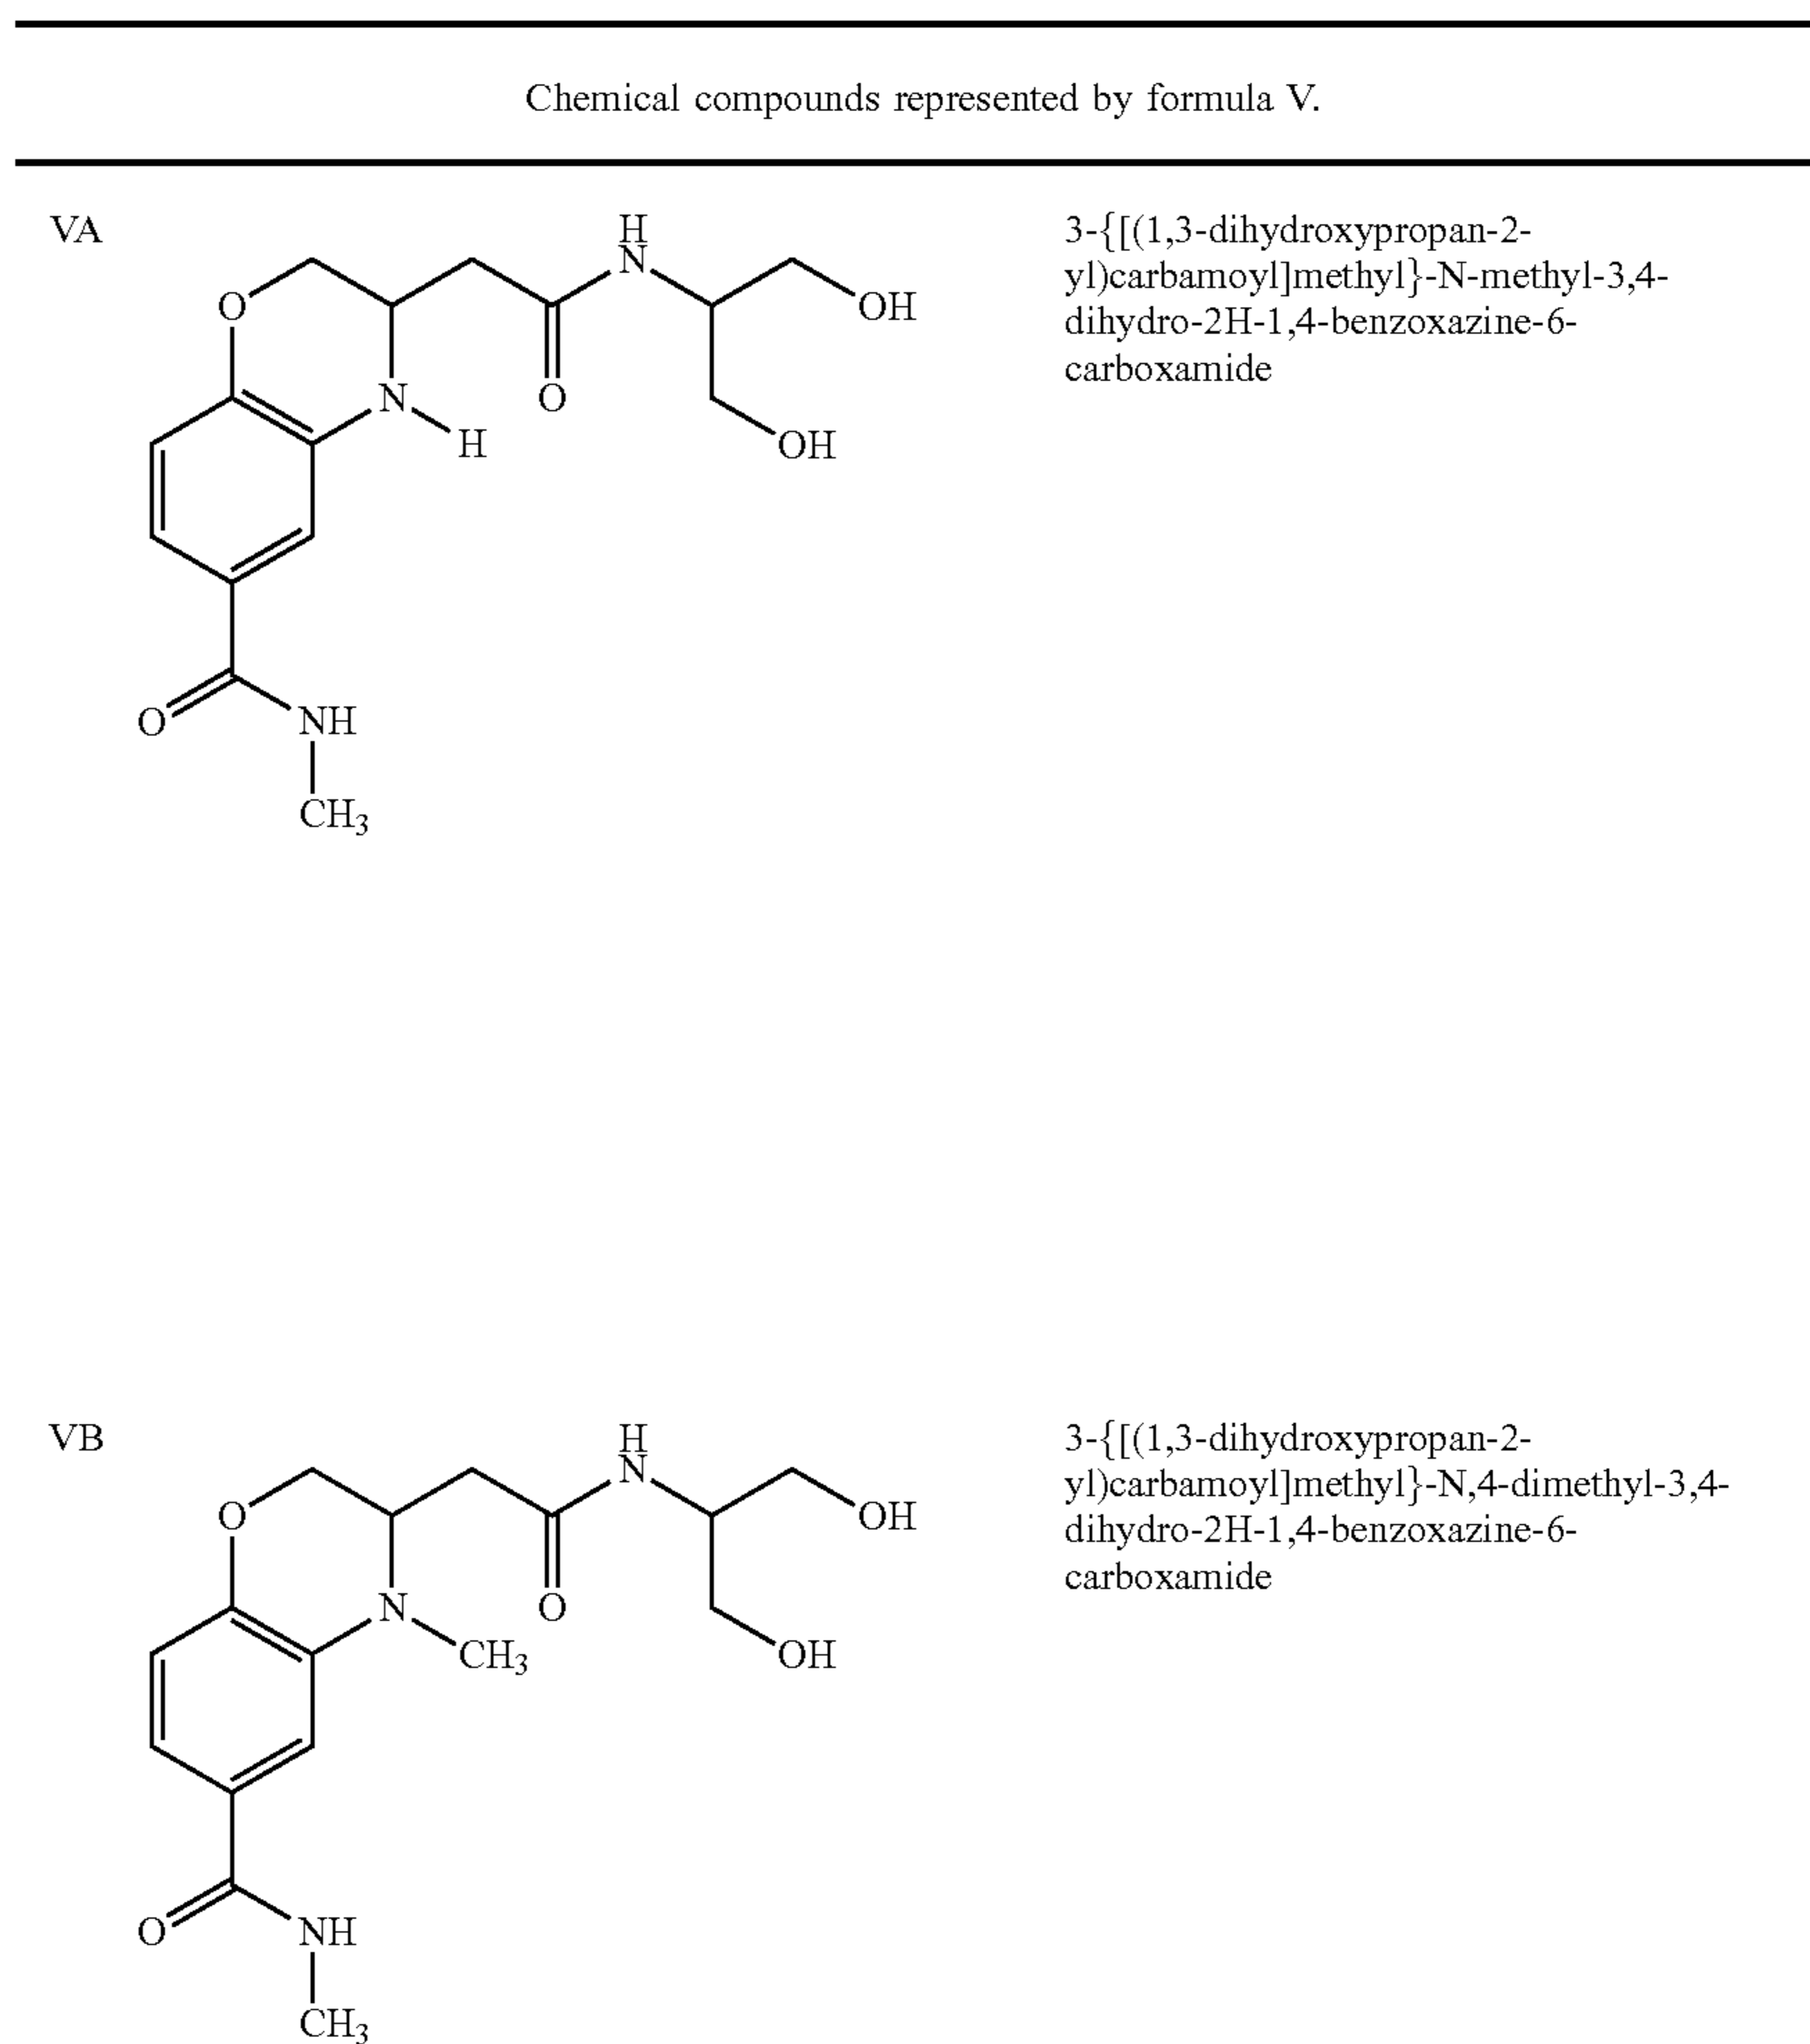 Chemical compounds represented by formula V.
VA
H
N
O
OH
N
H
O
OH
O
NH
CH3
3-{[(1,3-dihydroxypropan-2-
yl)carbamoyl]methyl}-N-methyl-3,4-
dihydro-2H-1,4-benzoxazine-6-
carboxamide
VB
H
N
O
OH
N
CH3
O
OH
O
NH
CH3
3-{[(1,3-dihydroxypropan-2-
yl)carbamoyl]methyl}-N,4-dimethyl-3,4-
dihydro-2H-1,4-benzoxazine-6-
carboxamide